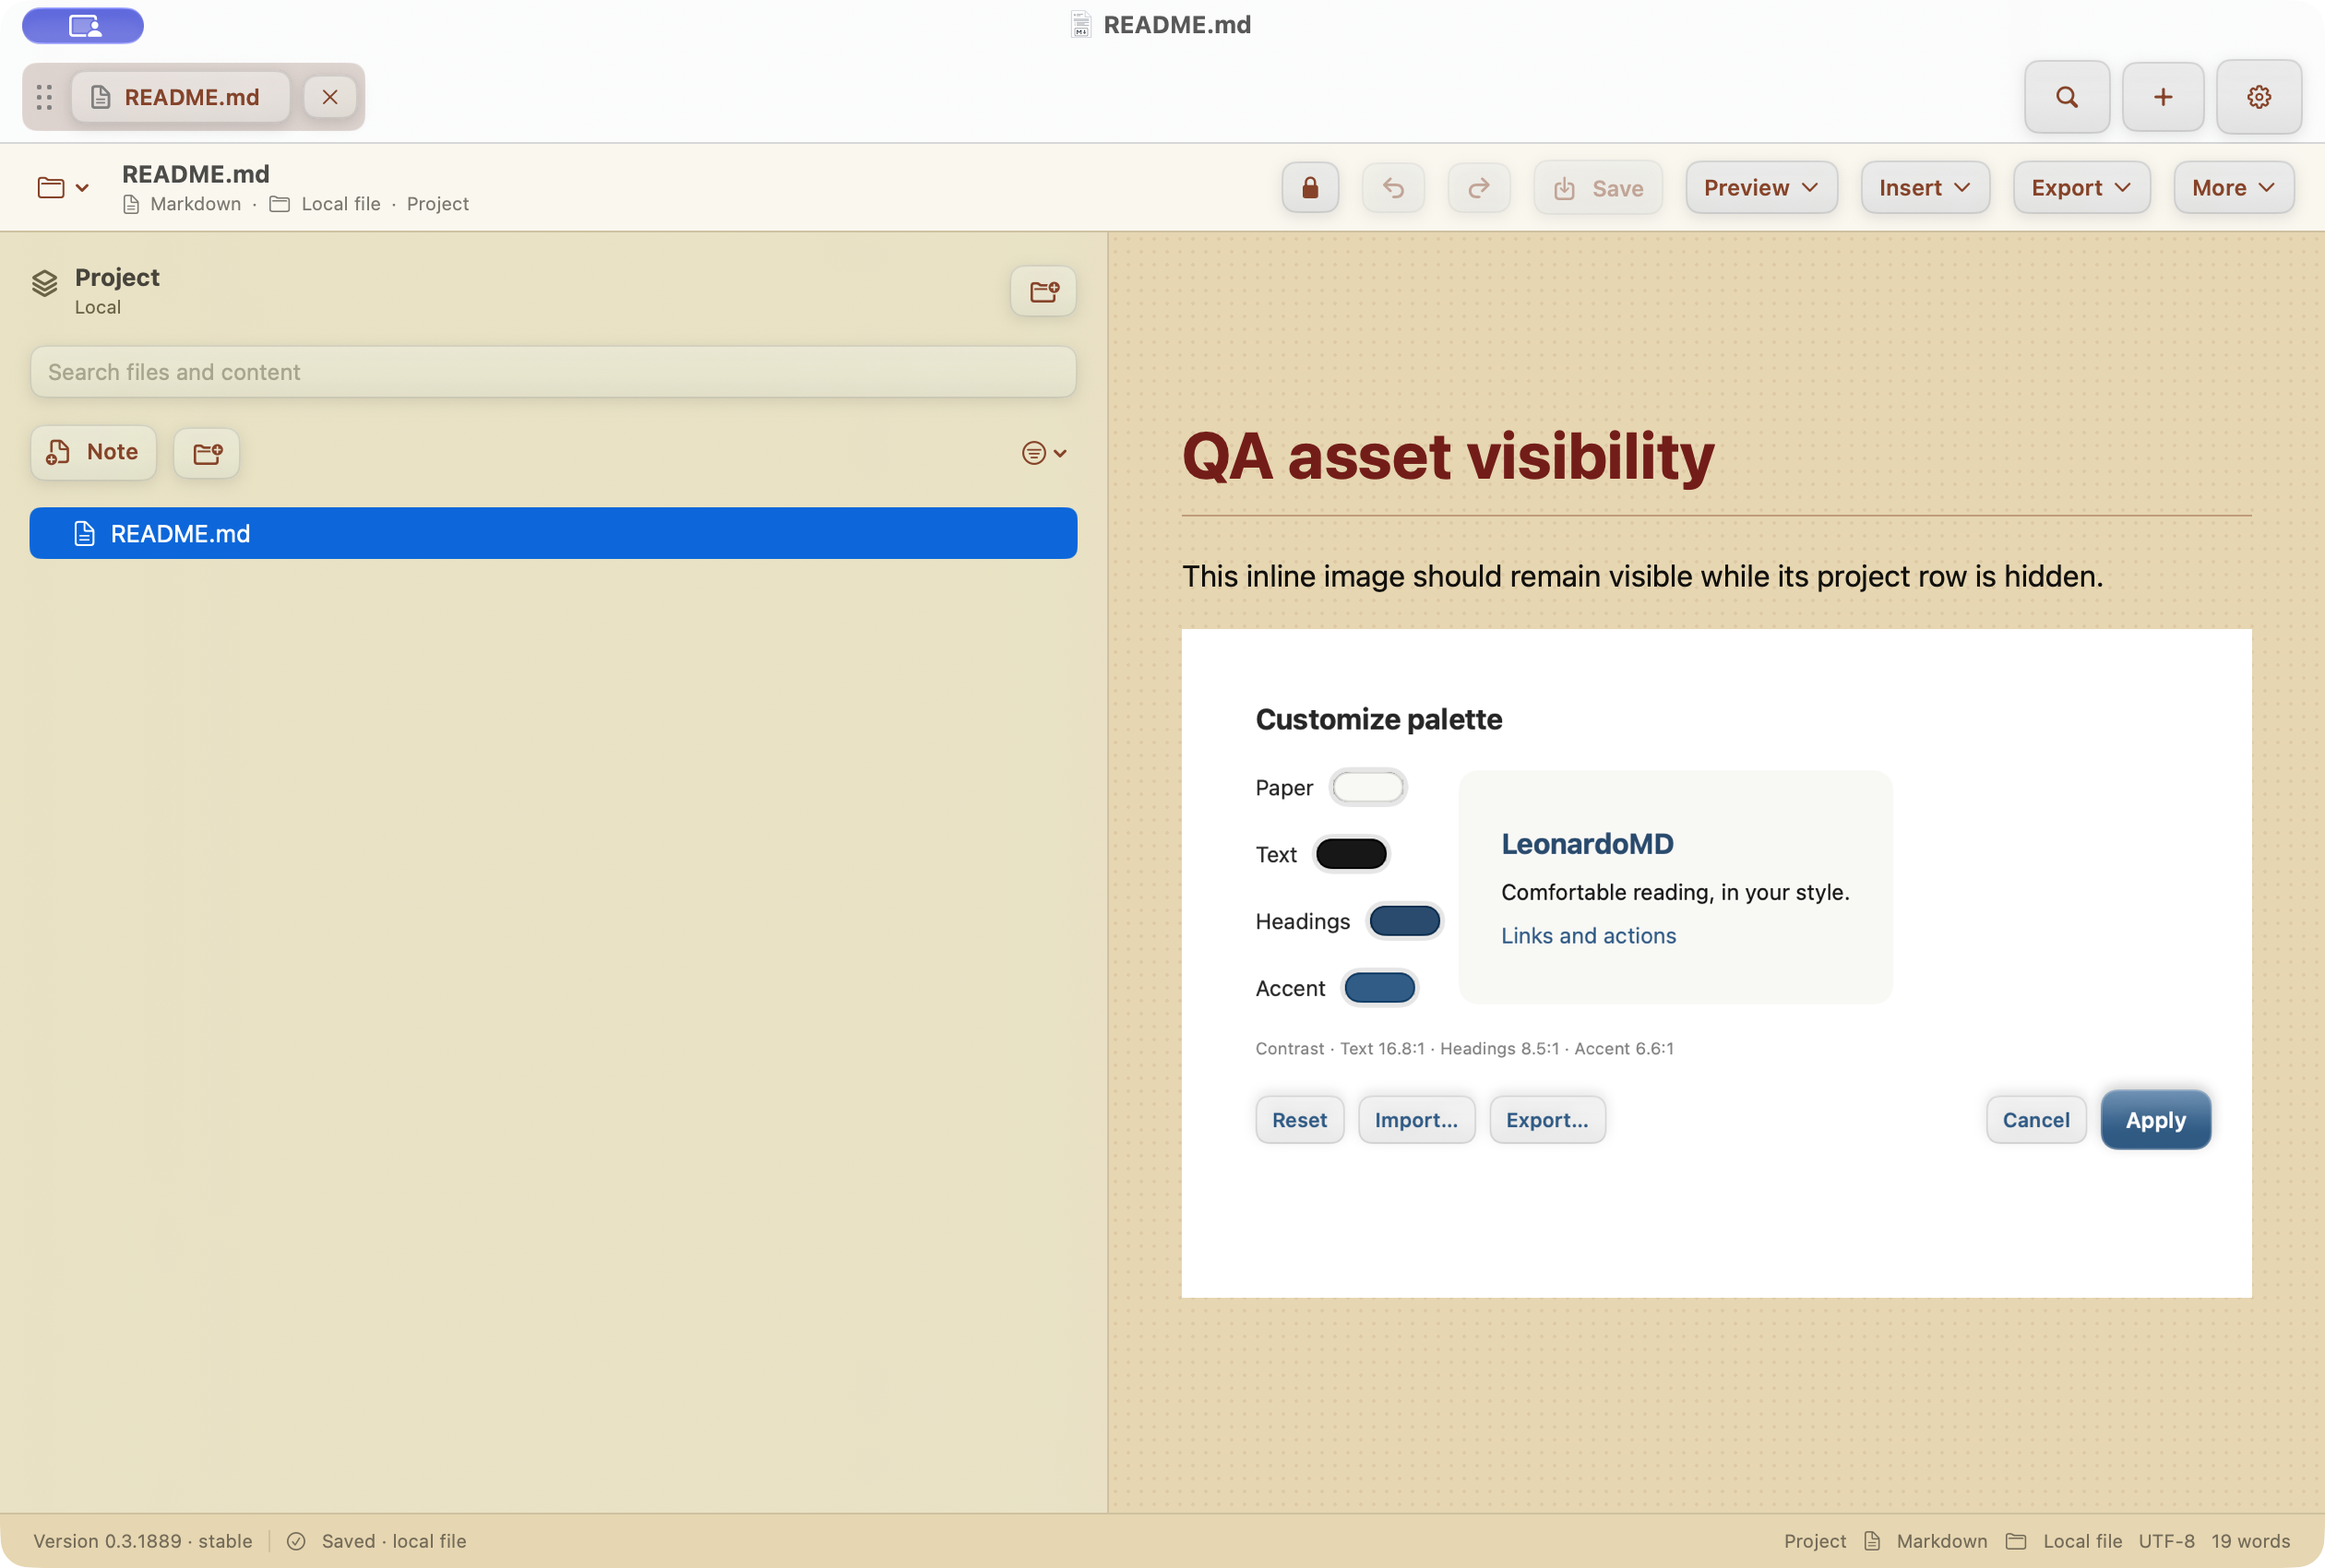 README.md
README.md
README.md
Markdown · Local file · Project
Save
Preview
Insert
Export
More
Project
Local
Search files and content
Note
README.md
QA asset visibility
This inline image should remain visible while its project row is hidden.
Customize palette
Paper
Text
Headings
Accent
LeonardoMD
Comfortable reading, in your style.
Links and actions
Contrast · Text 16.8:1 · Headings 8.5:1 · Accent 6.6:1
Reset
Import...
Export...
Cancel
Apply
Version 0.3.1889 · stable
Saved · local file
Project
Markdown
Local file
UTF-8
19 words